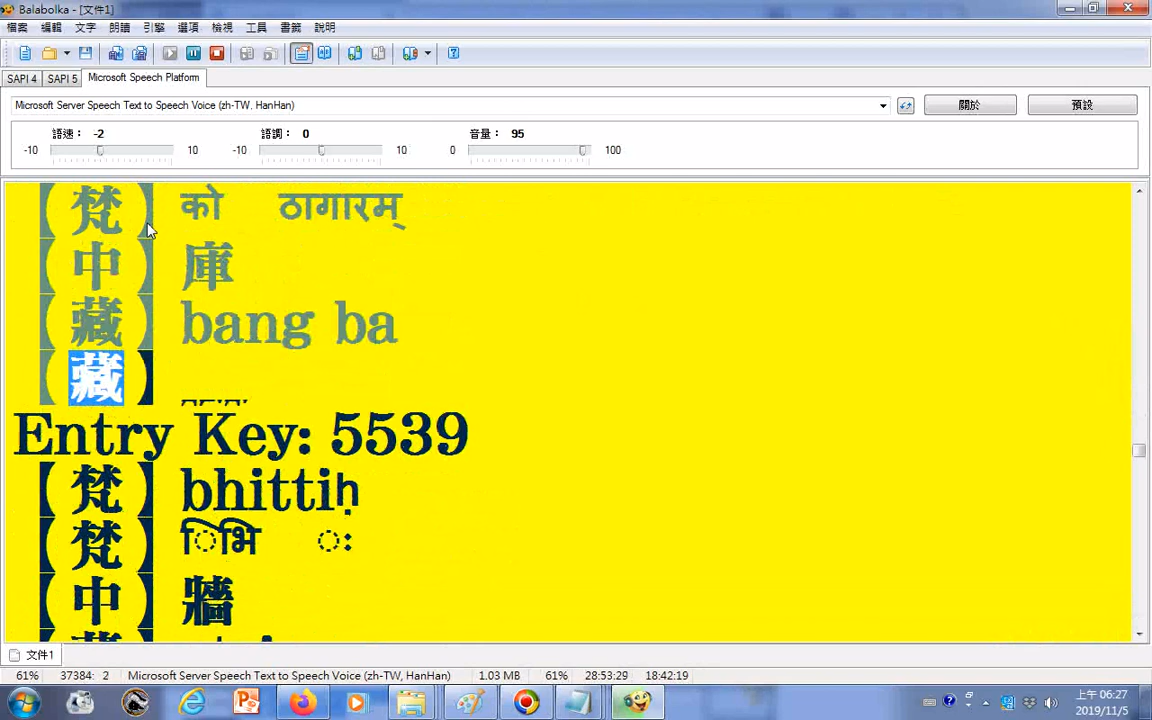 Balabolka - [文件1]
檔案 編輯 文字 朗讀 引擎 選項 檢視 工具 書籤 說明
SAPI 4 SAPI 5 Microsoft Speech Platform
Microsoft Server Speech Text to Speech Voice (zh-TW, HanHan) 關於 預設
語速： -2 語調： 0 音量： 95
-10 10 -10 10 0 100
【梵】 को ठागारम्
【中】 庫
【藏】 bang ba
【藏】
Entry Key: 5539
【梵】 bhittiḥ
【梵】
【中】 牆
文件1
61% 37384: 2 Microsoft Server Speech Text to Speech Voice (zh-TW, HanHan) 1.03 MB 61% 28:53:29 18:42:19
上午 06:27
2019/11/5